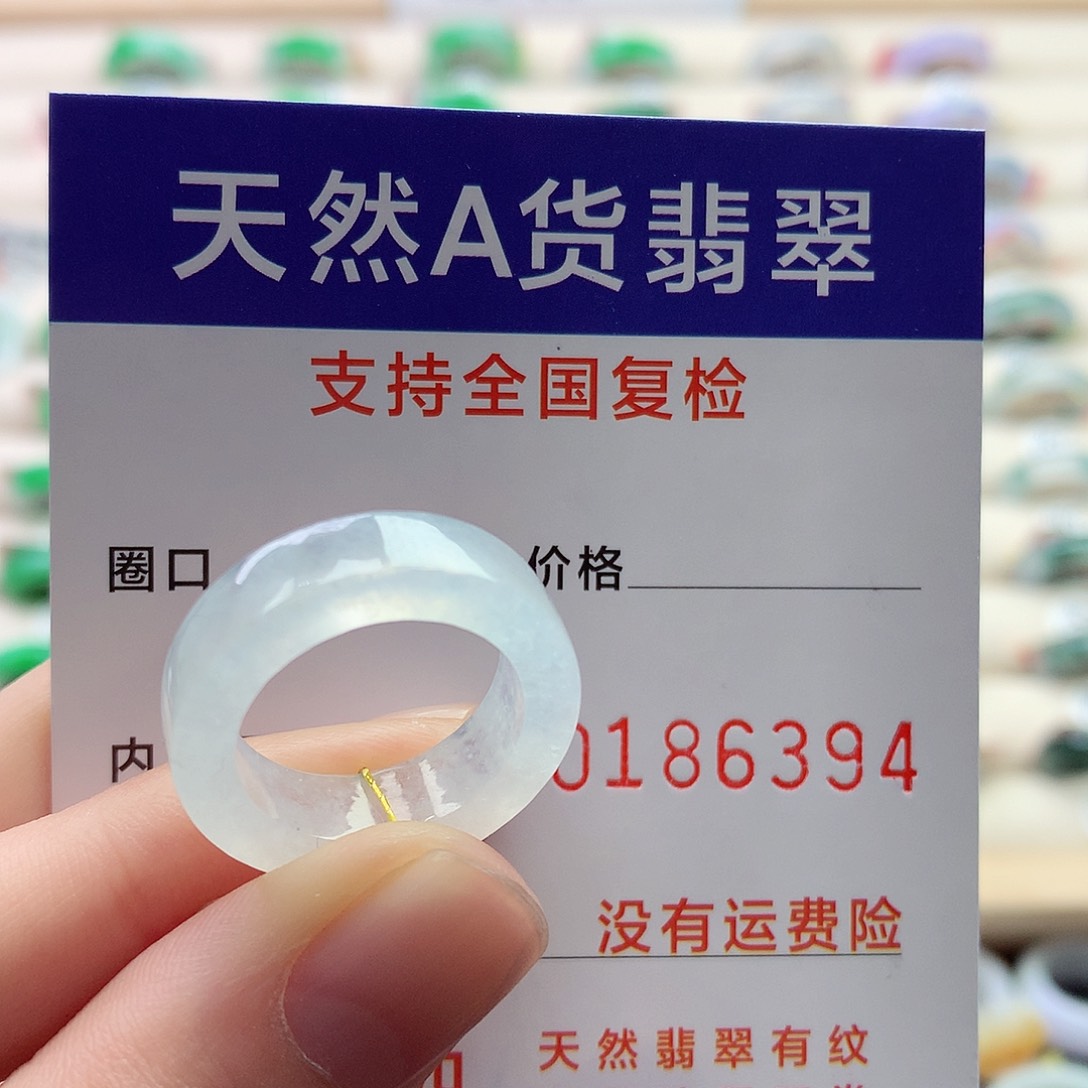 天然A货翡翠
支持全国复检
圈口 价格
内 0186394
没有运费险
天然翡翠有纹